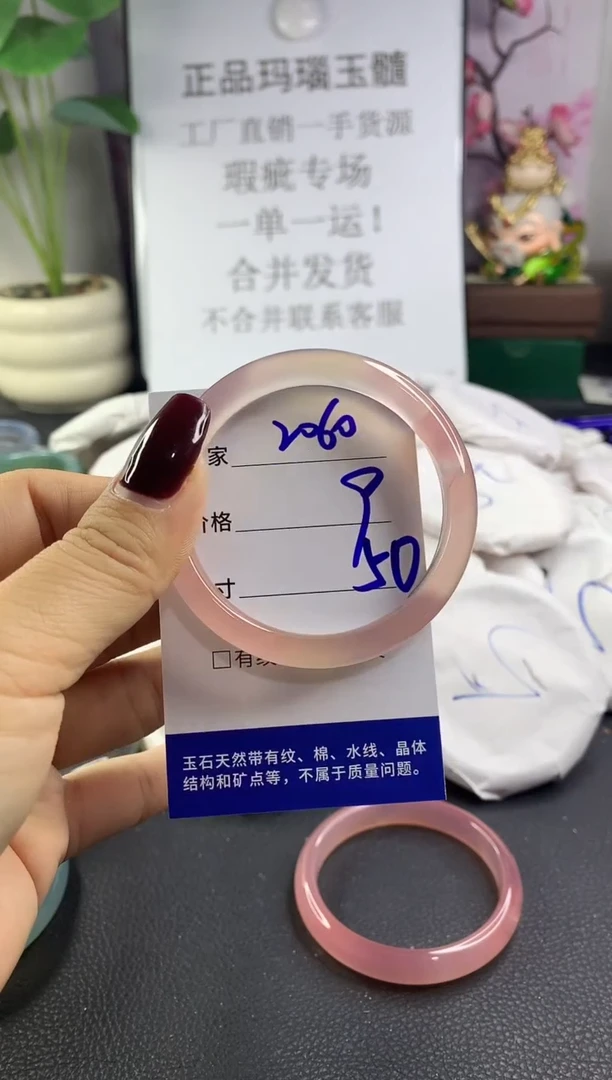 正品玛瑙玉髓
工厂直销一手货源
瑕疵专场
一单一运！
合并发货
不合并联系客服
家 2060
价格
寸 50
□有纹
玉石天然带有纹、棉、水线、晶体
结构和矿点等，不属于质量问题。